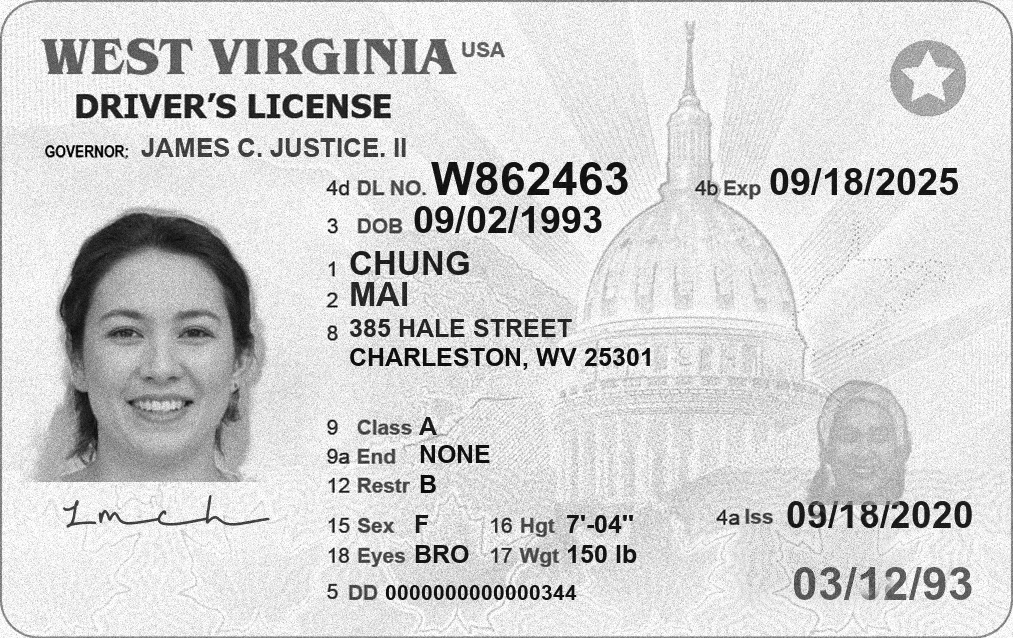 WEST VIRGINIA USA
DRIVER'S LICENSE
GOVERNOR: JAMES C. JUSTICE. II
4d DL NO. W862463 4b Exp 09/18/2025
3 DOB 09/02/1993
1 CHUNG
2 MAI
8 385 HALE STREET
CHARLESTON, WV 25301
9 Class A
9a End NONE
12 Restr B
15 Sex F 16 Hgt 7'-04" 4a Iss 09/18/2020
18 Eyes BRO 17 Wgt 150 lb
5 DD 0000000000000344
03/12/93